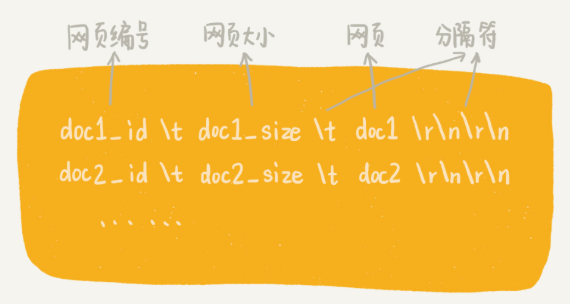 网页编号 网页大小 网页 分隔符
doc1_id \t doc1_size \t doc1 \r\n\r\n
doc2_id \t doc2_size \t doc2 \r\n\r\n
... ...